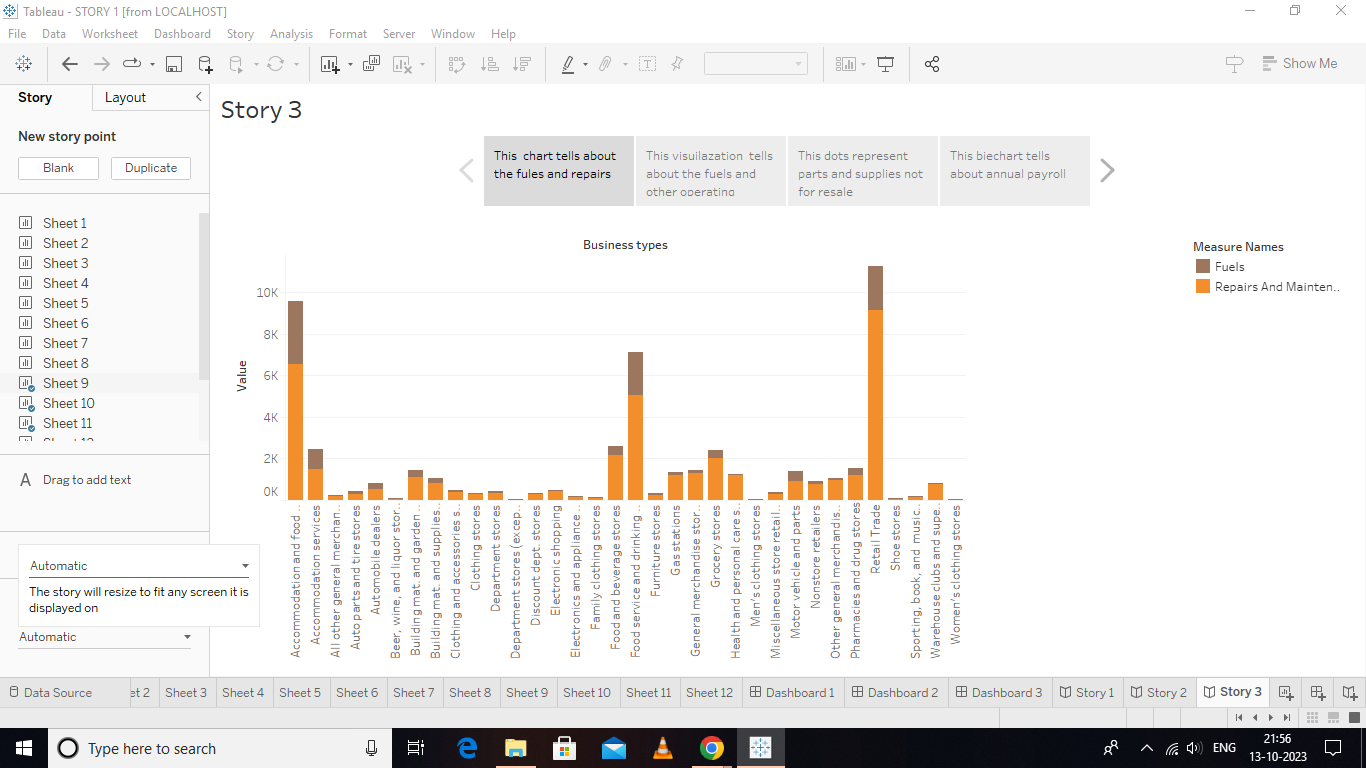 Tableau - STORY 1 [from LOCALHOST]
File Data Worksheet Dashboard Story Analysis Format Server Window Help
Show Me
Story Layout
New story point
Blank Duplicate
Sheet 1
Sheet 2
Sheet 3
Sheet 4
Sheet 5
Sheet 6
Sheet 7
Sheet 8
Sheet 9
Sheet 10
Sheet 11
A Drag to add text
Automatic
The story will resize to fit any screen it is
displayed on
Automatic
Story 3
This chart tells about
the fules and repairs
This visuilazation tells
about the fuels and
other operating
This dots represent
parts and supplies not
for resale
This biechart tells
about annual payroll
Business types
Value
10K
8K
6K
4K
2K
0K
Accommodation and food ..
Accommodation services
All other general merchan..
Auto parts and tire stores
Automobile dealers
Beer, wine, and liquor stor..
Building mat. and garden ..
Building mat. and supplies..
Clothing and accessories s..
Clothing stores
Department stores
Department stores (excep..
Discount dept. stores
Electronic shopping
Electronics and appliance ..
Family clothing stores
Food and beverage stores
Food service and drinking ..
Furniture stores
Gas stations
General merchandise stor..
Grocery stores
Health and personal care s..
Men's clothing stores
Miscellaneous store retail..
Motor vehicle and parts
Nonstore retailers
Other general merchandis..
Pharmacies and drug stores
Retail Trade
Shoe stores
Sporting, book, and music..
Warehouse clubs and supe..
Women's clothing stores
Measure Names
Fuels
Repairs And Mainten..
Data Source et 2 Sheet 3 Sheet 4 Sheet 5 Sheet 6 Sheet 7 Sheet 8 Sheet 9 Sheet 10 Sheet 11 Sheet 12 Dashboard 1 Dashboard 2 Dashboard 3 Story 1 Story 2 Story 3
Type here to search
ENG
21:56
13-10-2023